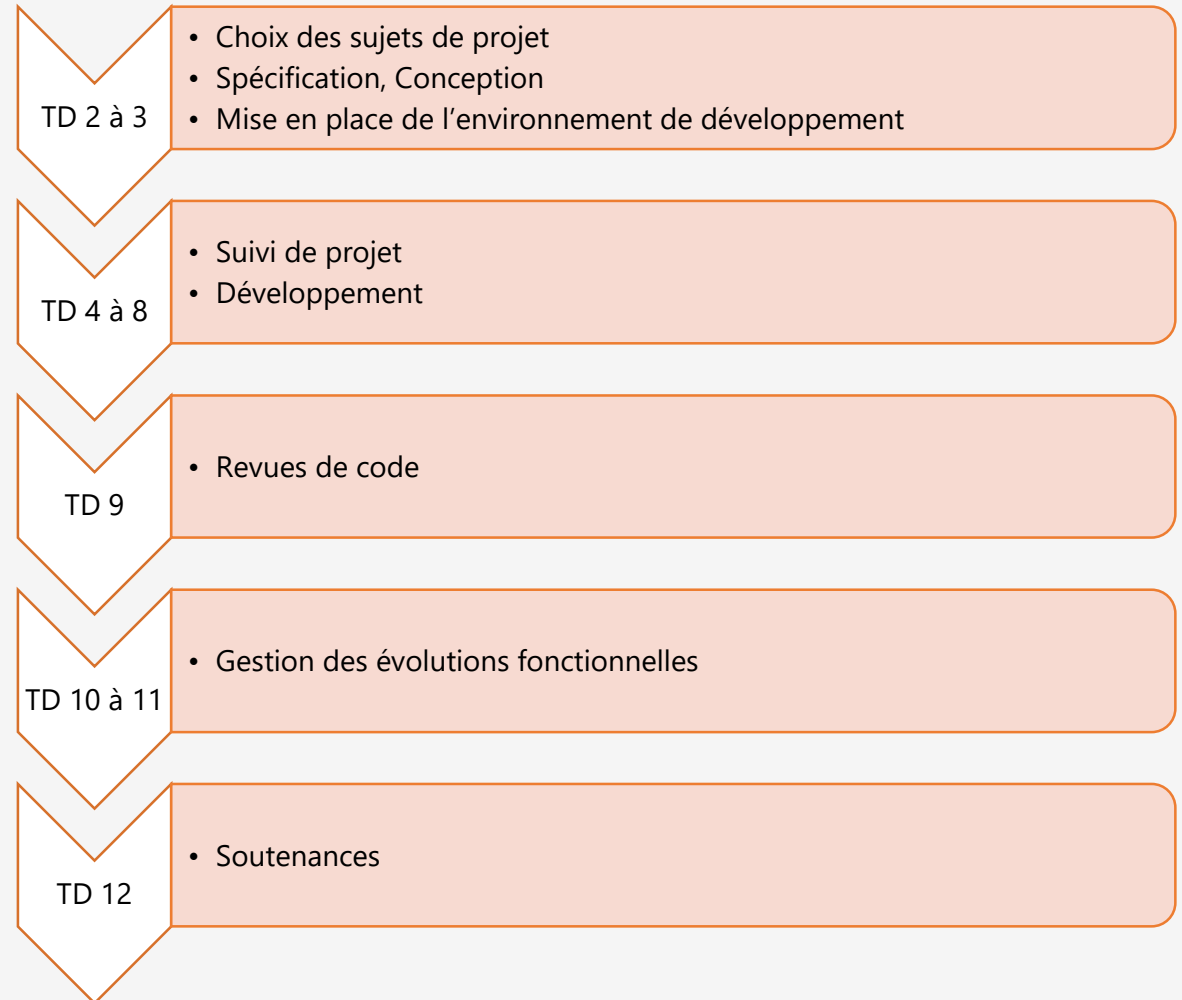 TD 2 à 3
• Choix des sujets de projet
• Spécification, Conception
• Mise en place de l’environnement de développement
TD 4 à 8
• Suivi de projet
• Développement
TD 9
• Revues de code
TD 10 à 11
• Gestion des évolutions fonctionnelles
TD 12
• Soutenances